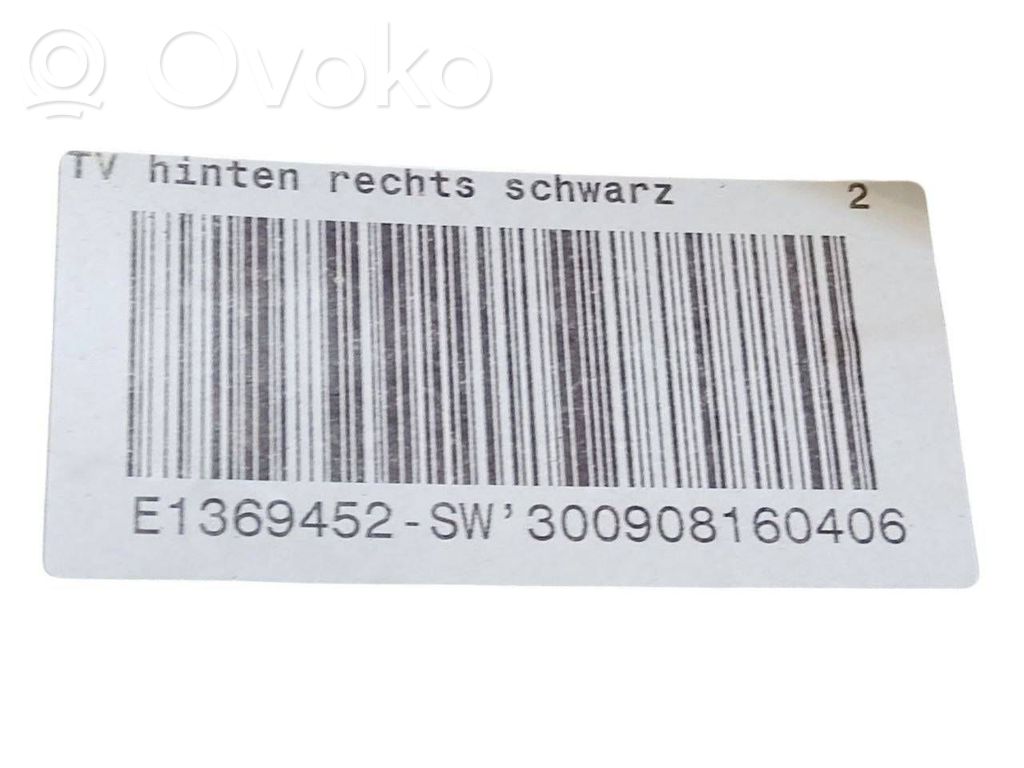 Ovoko
TV hinten rechts schwarz 2
E1369452-SW'300908160406